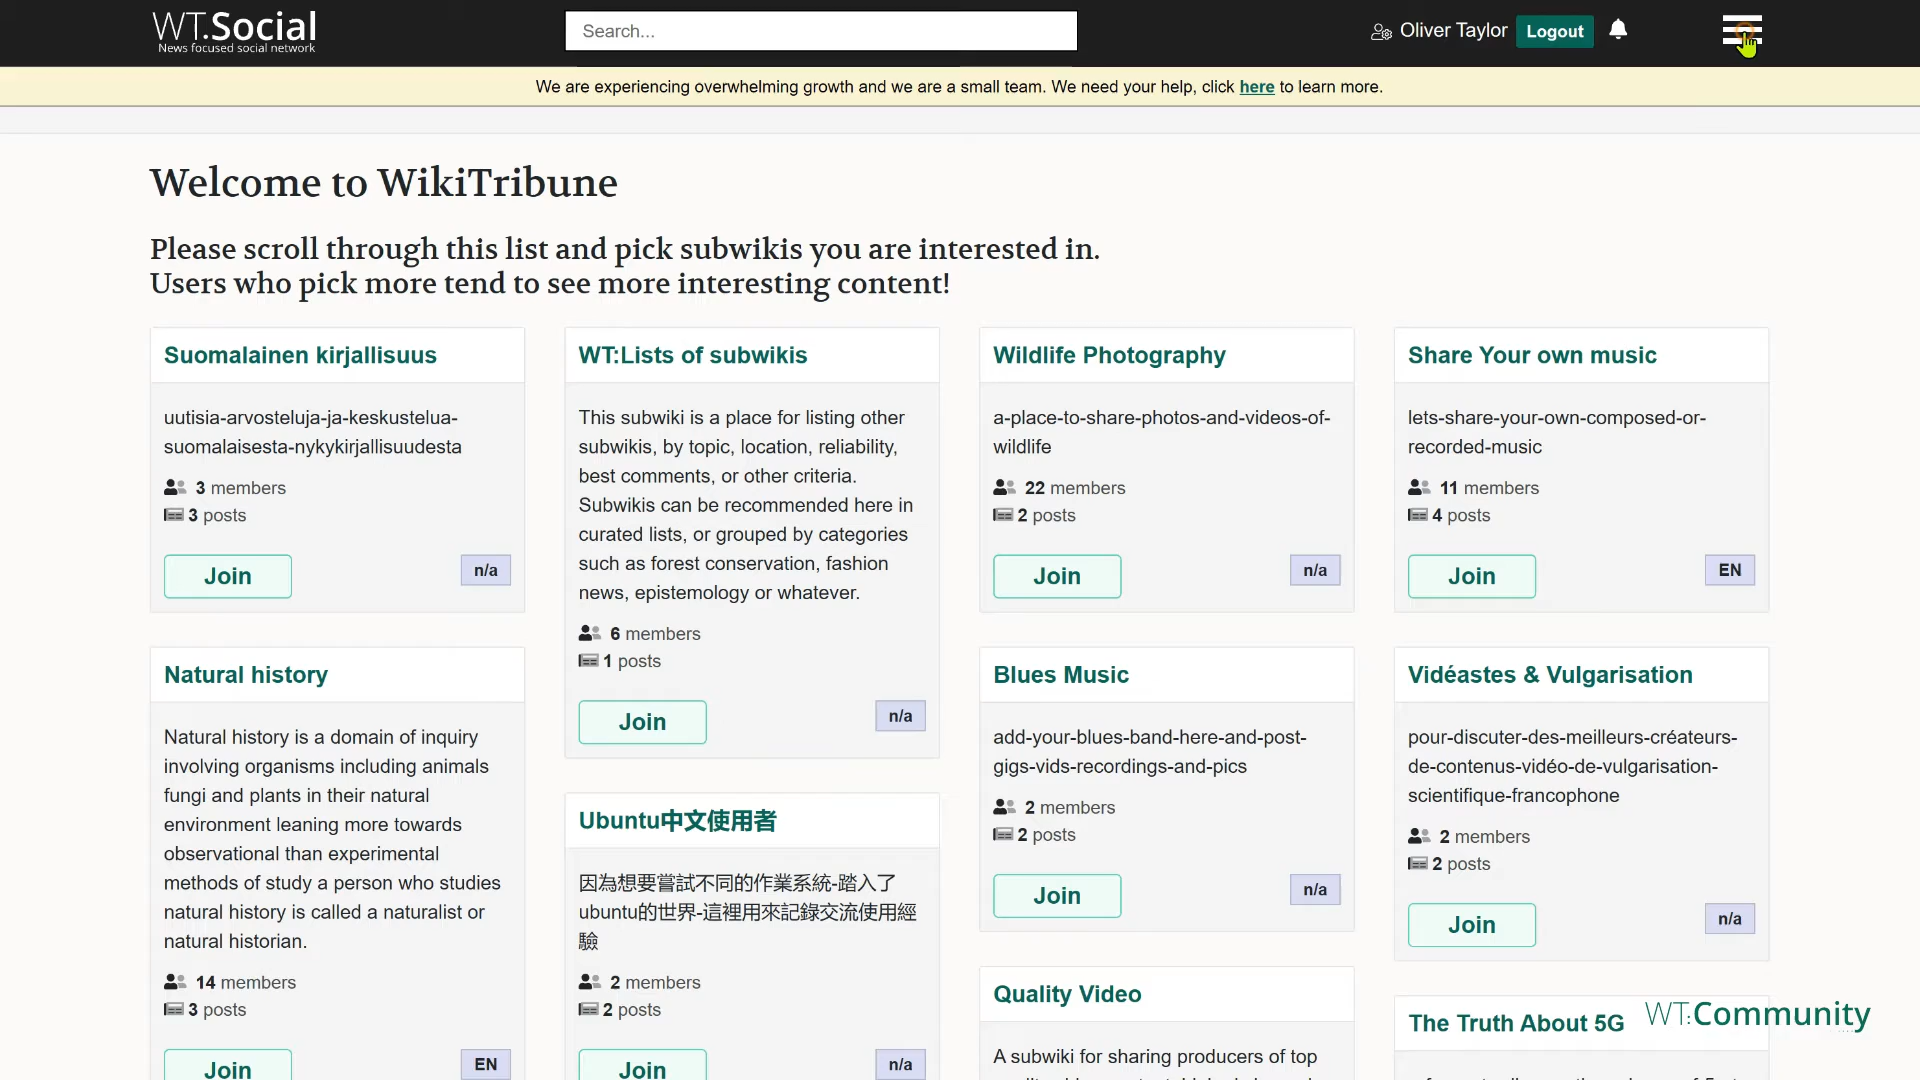 WT.Social
News focused social network
Search...
Oliver Taylor
Logout
We are experiencing overwhelming growth and we are a small team. We need your help, click here to learn more.
Welcome to WikiTribune
Please scroll through this list and pick subwikis you are interested in.
Users who pick more tend to see more interesting content!
Suomalainen kirjallisuus
uutisia-arvosteluja-ja-keskustelua-
suomalaisesta-nykykirjallisuudesta
3 members
3 posts
Join
n/a
Natural history
Natural history is a domain of inquiry
involving organisms including animals
fungi and plants in their natural
environment leaning more towards
observational than experimental
methods of study a person who studies
natural history is called a naturalist or
natural historian.
14 members
3 posts
Join
EN
WT:Lists of subwikis
This subwiki is a place for listing other
subwikis, by topic, location, reliability,
best comments, or other criteria.
Subwikis can be recommended here in
curated lists, or grouped by categories
such as forest conservation, fashion
news, epistemology or whatever.
6 members
1 posts
Join
n/a
Ubuntu中文使用者
因為想要嘗試不同的作業系統-踏入了
ubuntu的世界-這裡用來記錄交流使用經
驗
2 members
2 posts
Join
n/a
Wildlife Photography
a-place-to-share-photos-and-videos-of-
wildlife
22 members
2 posts
Join
n/a
Blues Music
add-your-blues-band-here-and-post-
gigs-vids-recordings-and-pics
2 members
2 posts
Join
n/a
Quality Video
A subwiki for sharing producers of top
Share Your own music
lets-share-your-own-composed-or-
recorded-music
11 members
4 posts
Join
EN
Vidéastes & Vulgarisation
pour-discuter-des-meilleurs-créateurs-
de-contenus-vidéo-de-vulgarisation-
scientifique-francophone
2 members
2 posts
Join
n/a
The Truth About 5G
WT:Community